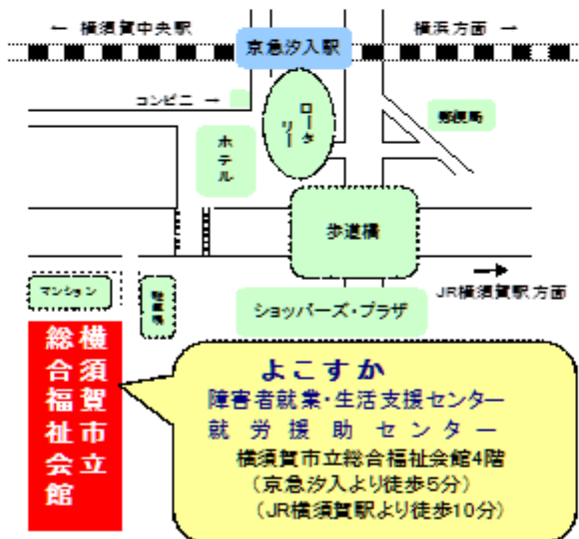 ← 横須賀中央駅
横浜方面 →
京急汐入駅
コンビニ →
ロータリー
郵便局
ホテル
歩道橋
マンション
駐車場
JR横須賀駅方面
ショッパーズ・プラザ
横須賀市立
総合福祉会館
よこすか
障害者就業・生活支援センター
就労援助センター
横須賀市立総合福祉会館4階
（京急汐入より徒歩5分）
（JR横須賀駅より徒歩10分）